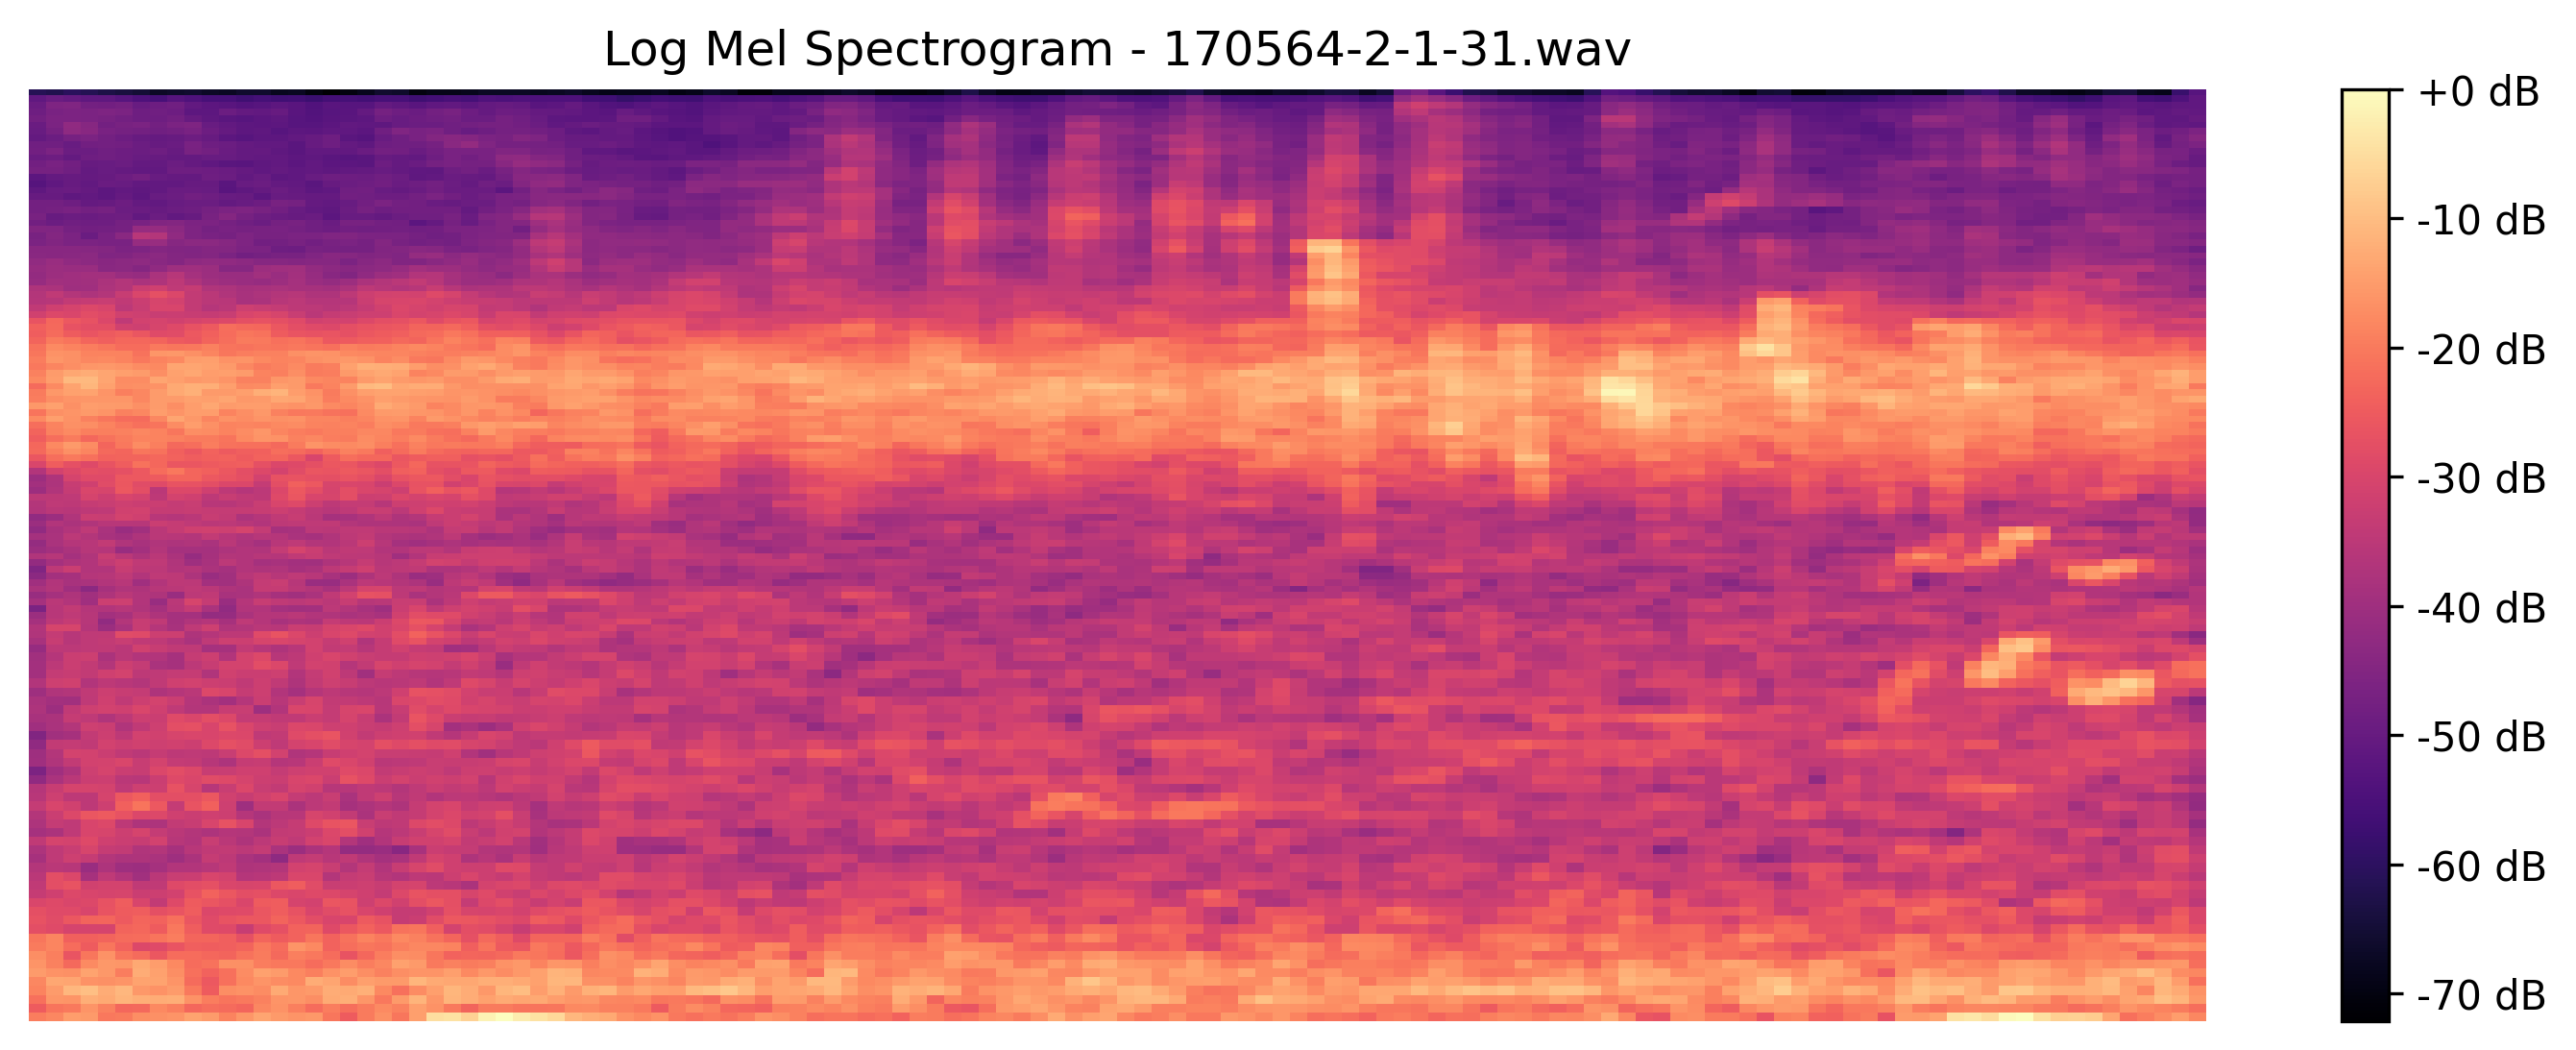 Log Mel Spectrogram - 170564-2-1-31.wav
+0 dB
-10 dB
-20 dB
-30 dB
-40 dB
-50 dB
-60 dB
-70 dB